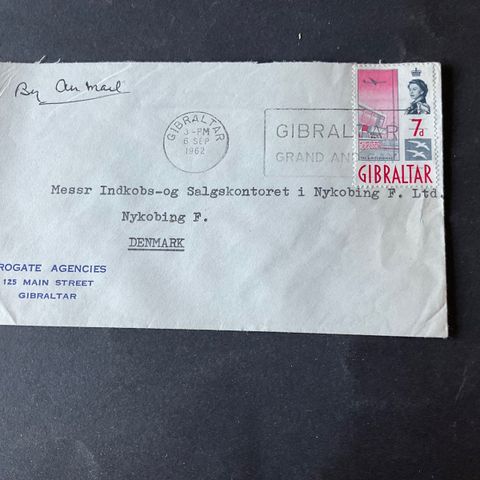 By Air Mail
GIBRALTAR
3-PM
6 SEP
1962
GIBRALTAR
GRAND AND
7d
GIBRALTAR
Messr Indkobs-og Salgskontoret i Nykobing F. Ltd.
Nykobing F.
DENMARK
ROGATE AGENCIES
125 MAIN STREET
GIBRALTAR